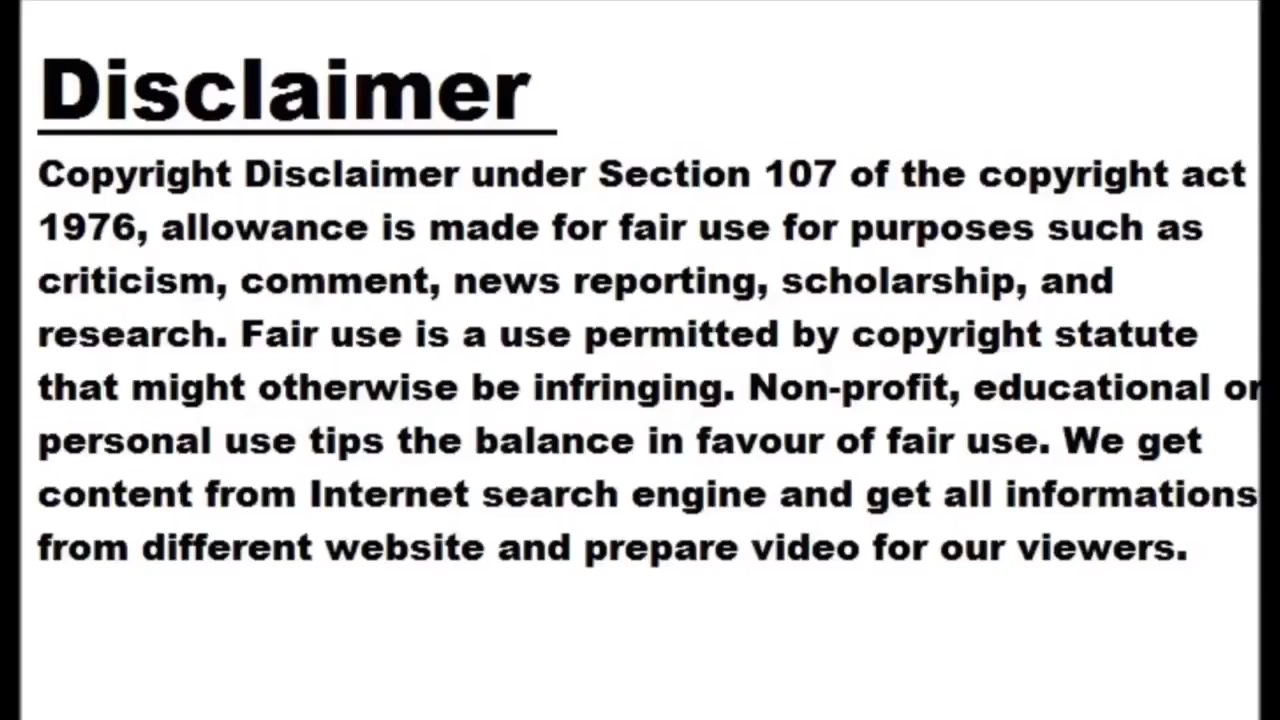 Disclaimer
Copyright Disclaimer under Section 107 of the copyright act
1976, allowance is made for fair use for purposes such as
criticism, comment, news reporting, scholarship, and
research. Fair use is a use permitted by copyright statute
that might otherwise be infringing. Non-profit, educational or
personal use tips the balance in favour of fair use. We get
content from Internet search engine and get all informations
from different website and prepare video for our viewers.